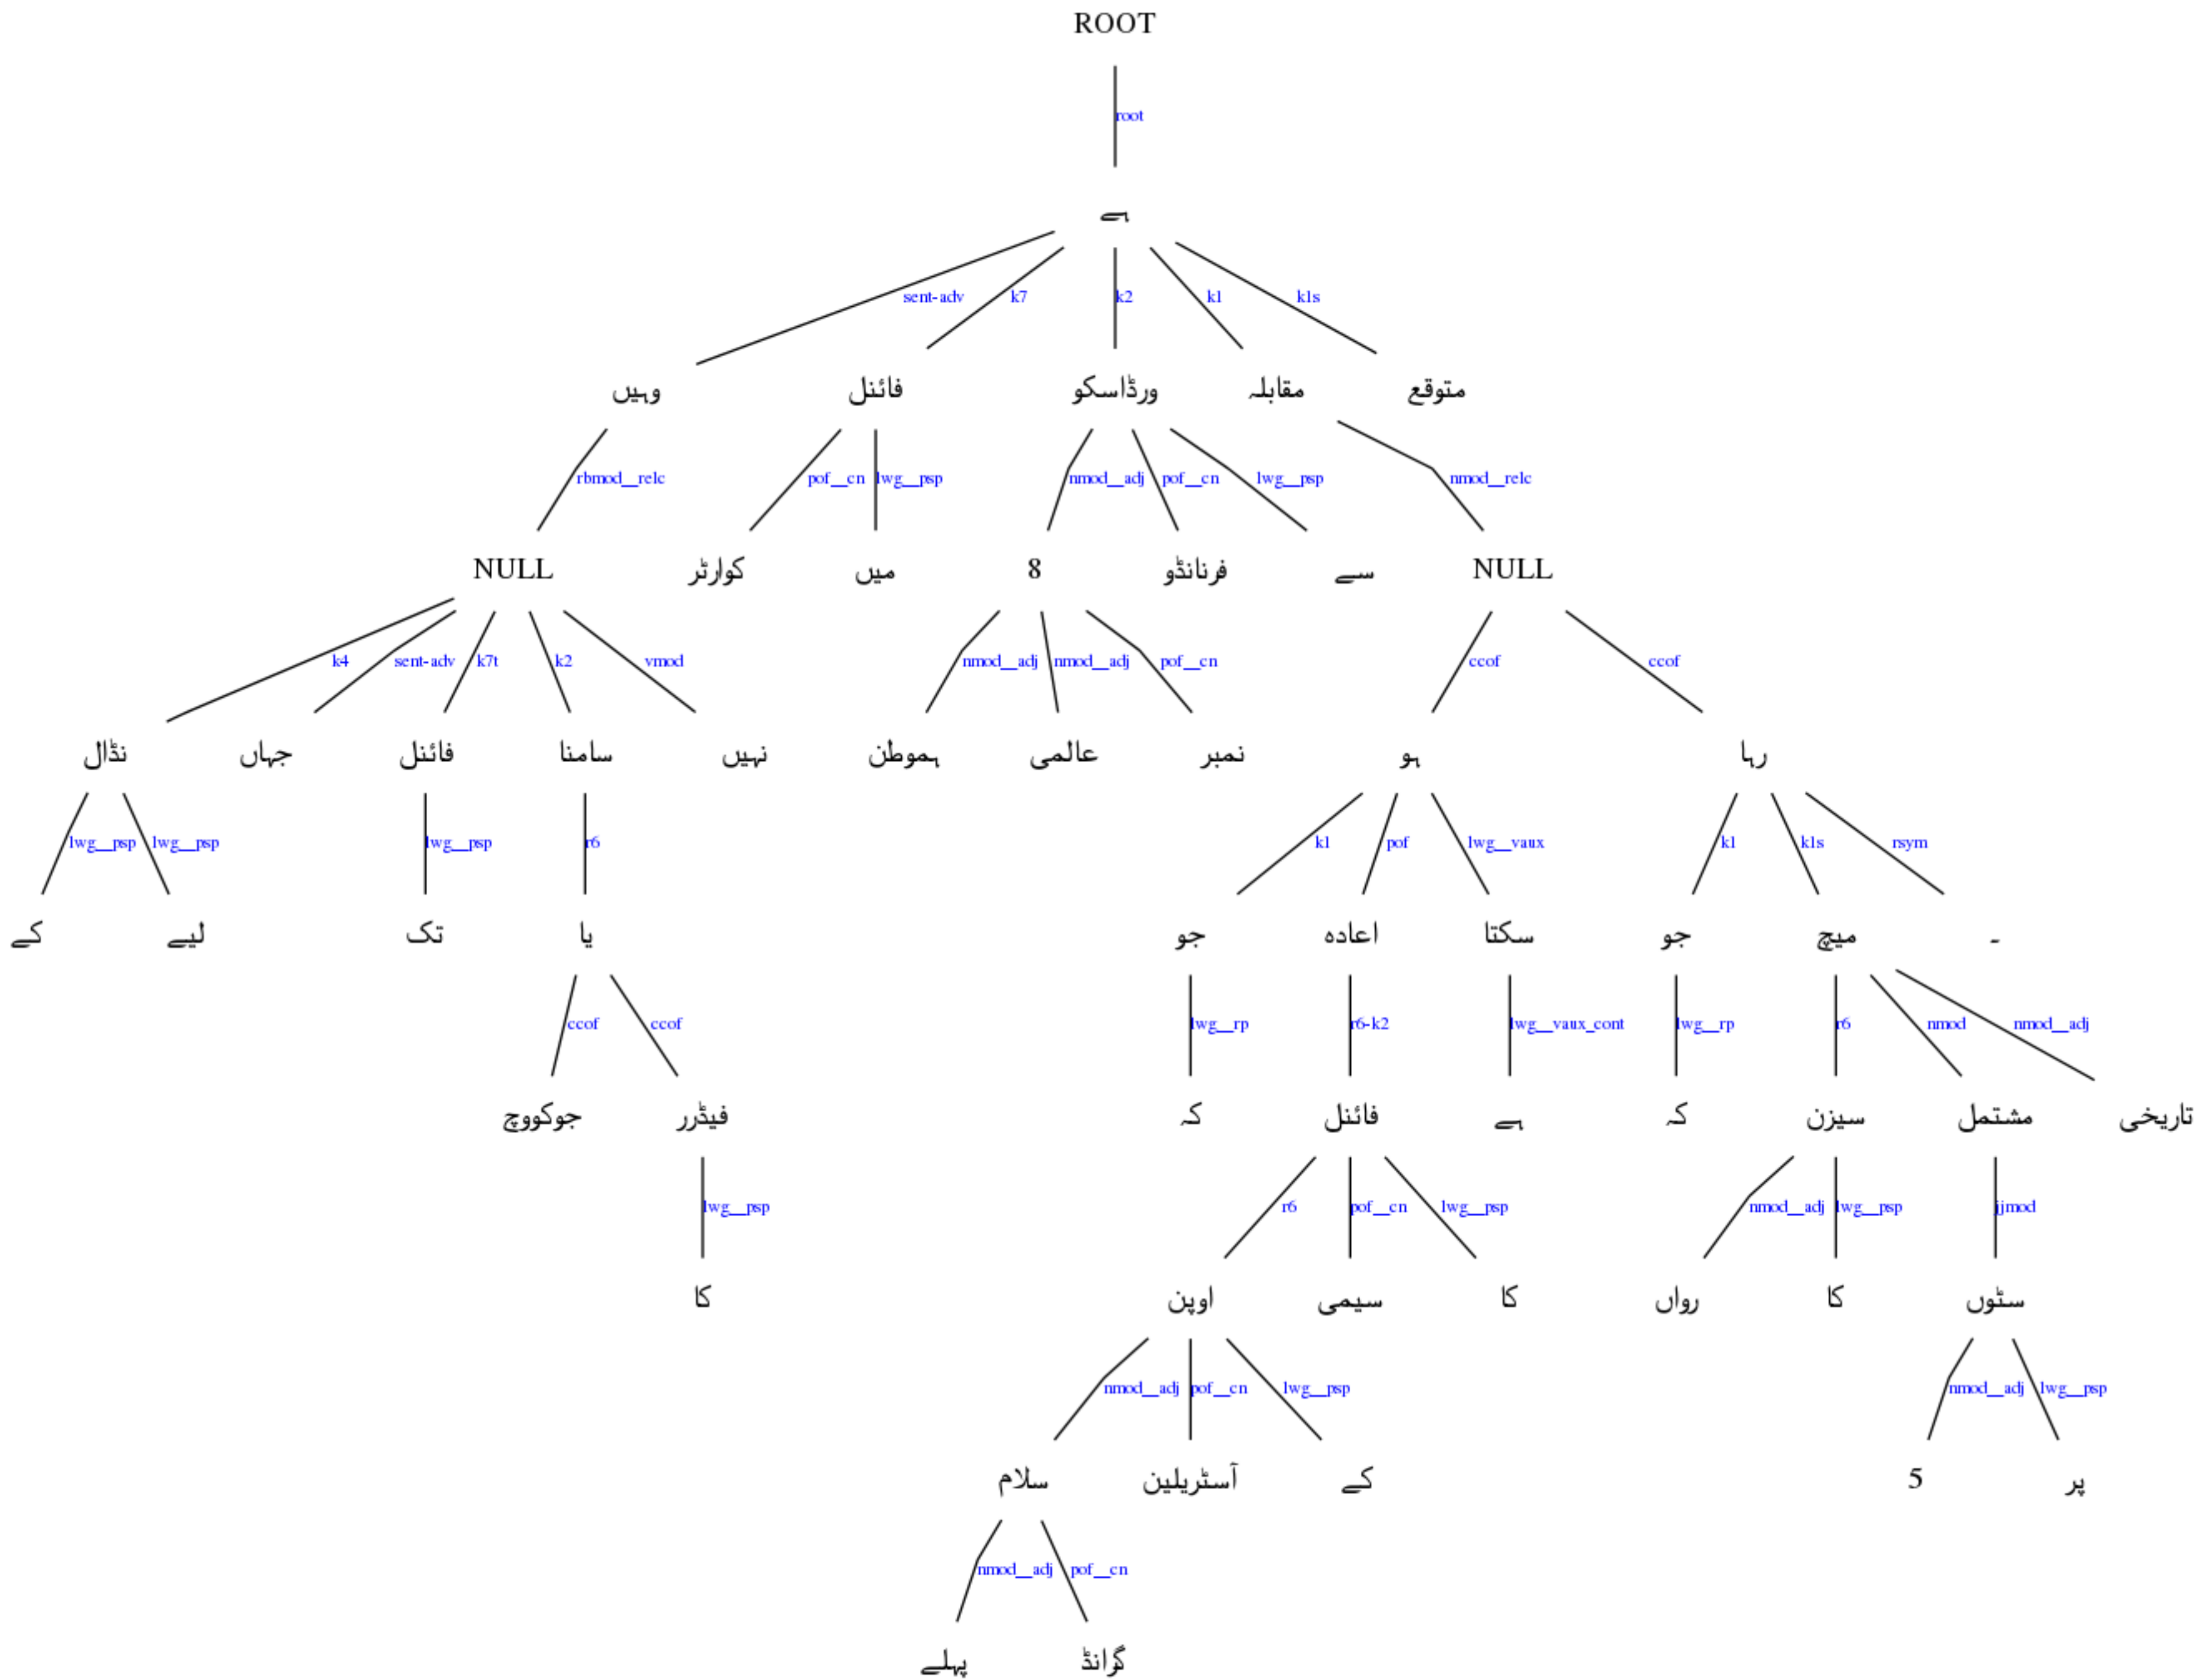 ROOT
root
ہے
sent-adv k7 k2 k1 k1s
وہیں فائنل ورڈاسکو مقابلہ متوقع
rbmod__relc pof__cn lwg__psp nmod__adj pof__cn lwg__psp nmod__relc
NULL کوارٹر میں 8 فرنانڈو سے NULL
k4 sent-adv k7t k2 vmod nmod__adj nmod__adj pof__cn ccof ccof
نڈال جہاں فائنل سامنا نہیں ہموطن عالمی نمبر ہو رہا
lwg__psp lwg__psp lwg__psp r6 k1 pof lwg__vaux k1 k1s rsym
کے لیے تک یا جو اعادہ سکتا جو میچ ۔
ccof ccof lwg__rp r6-k2 lwg__vaux_cont lwg__rp r6 nmod nmod__adj
جوکووچ فیڈرر کہ فائنل ہے کہ سیزن مشتمل تاریخی
lwg__psp r6 pof__cn lwg__psp nmod__adj lwg__psp jjmod
کا اوپن سیمی کا رواں کا سٹوں
nmod__adj pof__cn lwg__psp nmod__adj lwg__psp
سلام آسٹریلین کے 5 پر
nmod__adj pof__cn
پہلے گرانڈ